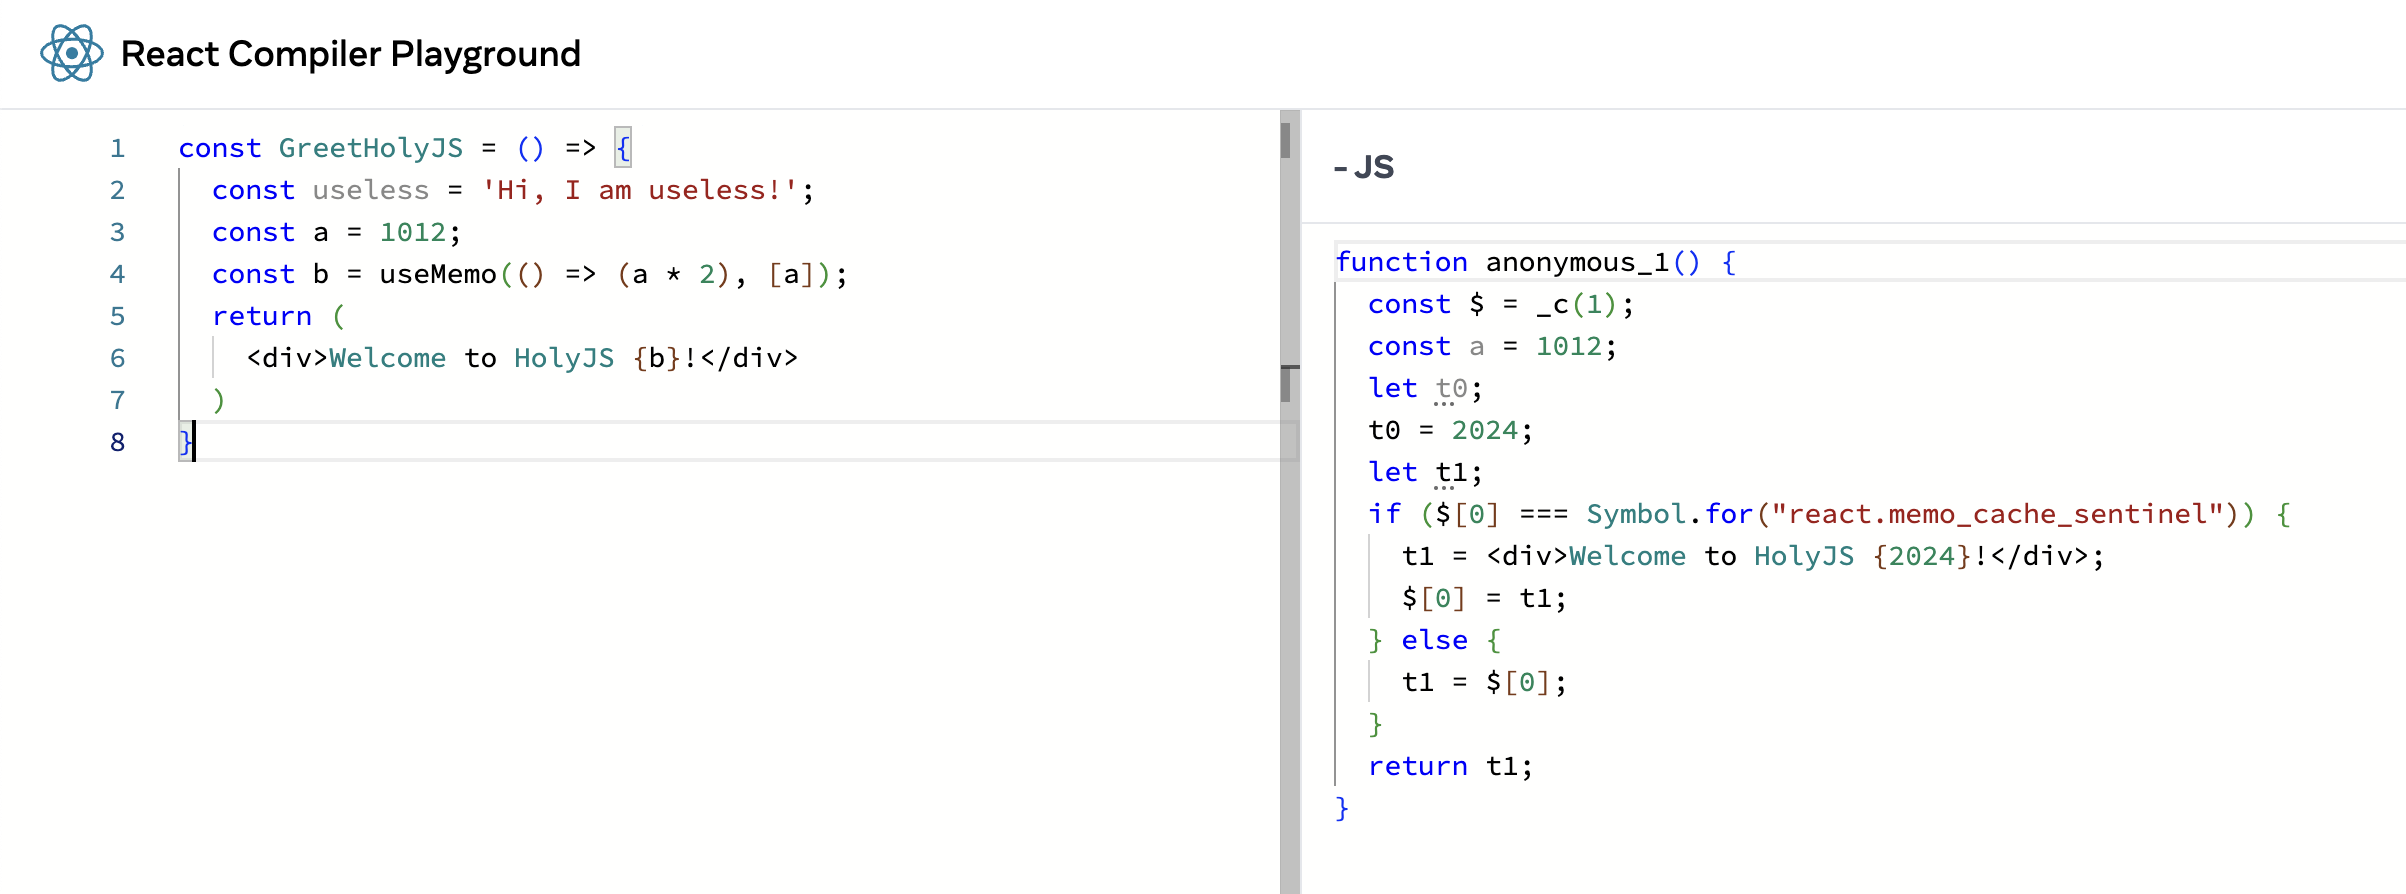 React Compiler Playground
1 const GreetHolyJS = () => {
2 const useless = 'Hi, I am useless!';
3 const a = 1012;
4 const b = useMemo(() => (a * 2), [a]);
5 return (
6 <div>Welcome to HolyJS {b}!</div>
7 )
8 }
- JS
function anonymous_1() {
const $ = _c(1);
const a = 1012;
let t0;
t0 = 2024;
let t1;
if ($[0] === Symbol.for("react.memo_cache_sentinel")) {
t1 = <div>Welcome to HolyJS {2024}!</div>;
$[0] = t1;
} else {
t1 = $[0];
}
return t1;
}